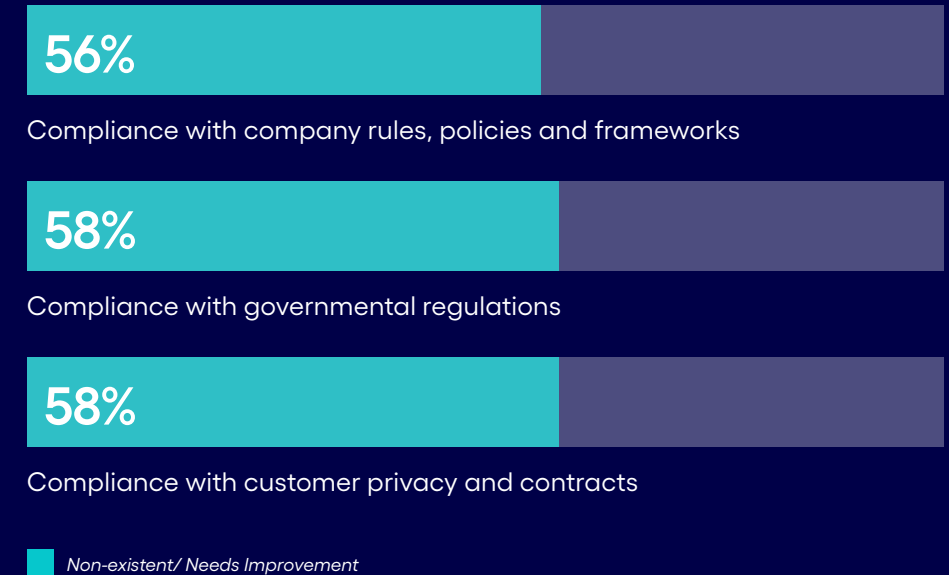 56%
Compliance with company rules, policies and frameworks
58%
Compliance with governmental regulations
58%
Compliance with customer privacy and contracts
Non-existent/ Needs Improvement